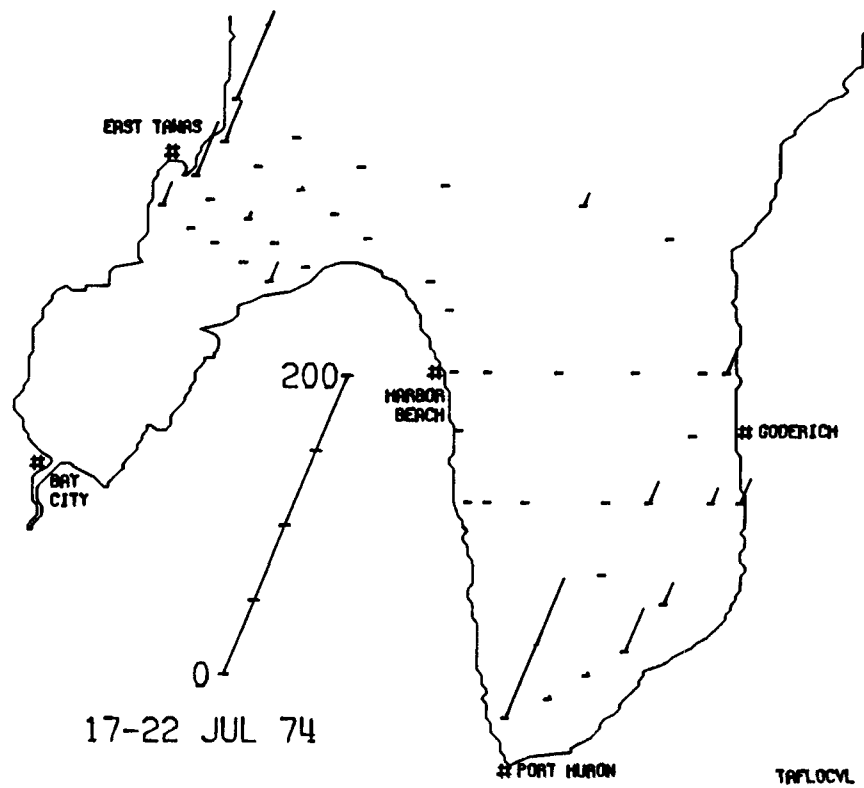 EAST TAWAS
#
200
#
HARBOR
BEACH
# GODERICH
#
BAY
CITY
0
17-22 JUL 74
# PORT HURON
TAFLOCVL